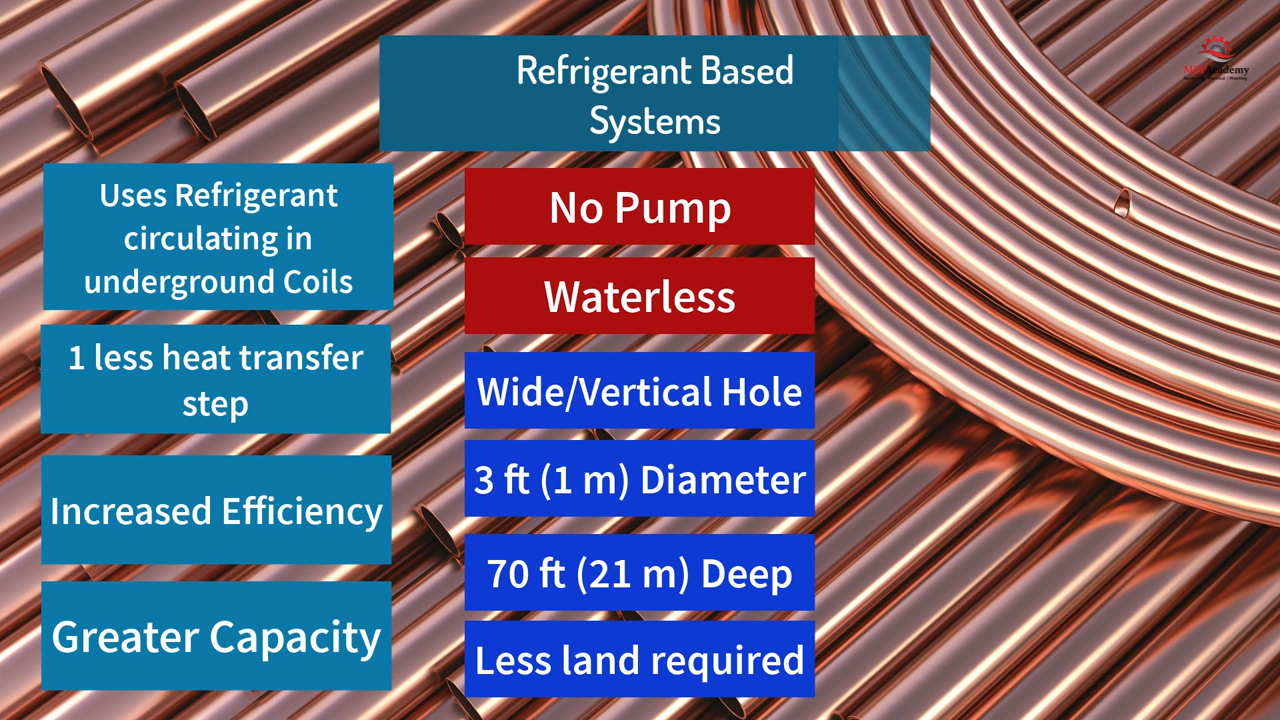 Refrigerant Based
Systems
Uses Refrigerant
circulating in
underground Coils
1 less heat transfer
step
Increased Efficiency
Greater Capacity
No Pump
Waterless
Wide/Vertical Hole
3 ft (1 m) Diameter
70 ft (21 m) Deep
Less land required